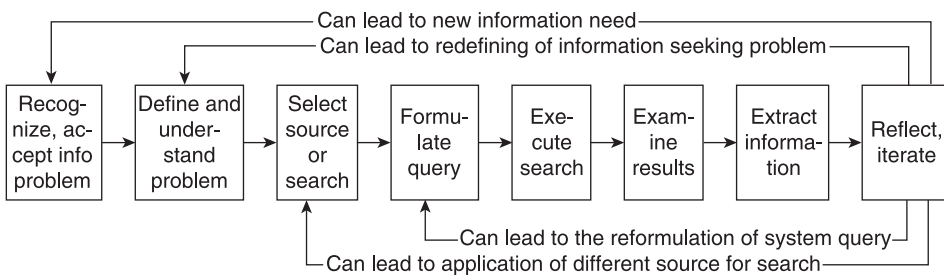 Can lead to new information need
Can lead to redefining of information seeking problem
Recog-
nize, ac-
cept info
problem
Define and
under-
stand
problem
Select
source
or
search
Formu-
late
query
Exe-
cute
search
Exam-
ine
results
Extract
informa-
tion
Reflect,
iterate
Can lead to the reformulation of system query
Can lead to application of different source for search